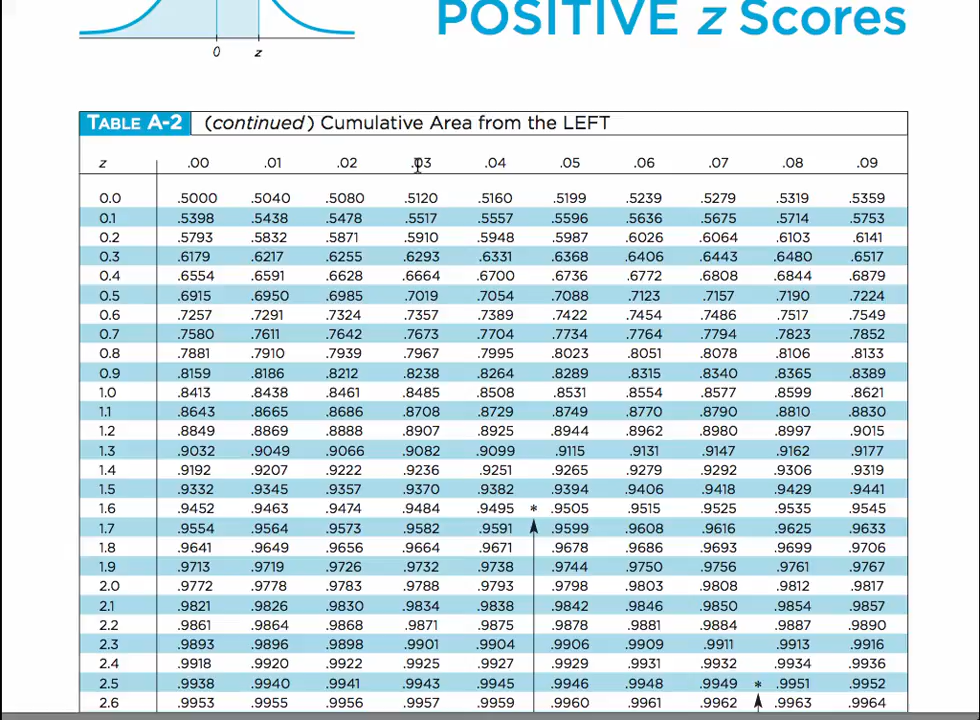 POSITIVE z Scores
0 z
TABLE A-2 (continued) Cumulative Area from the LEFT
z .00 .01 .02 .03 .04 .05 .06 .07 .08 .09
0.0 .5000 .5040 .5080 .5120 .5160 .5199 .5239 .5279 .5319 .5359
0.1 .5398 .5438 .5478 .5517 .5557 .5596 .5636 .5675 .5714 .5753
0.2 .5793 .5832 .5871 .5910 .5948 .5987 .6026 .6064 .6103 .6141
0.3 .6179 .6217 .6255 .6293 .6331 .6368 .6406 .6443 .6480 .6517
0.4 .6554 .6591 .6628 .6664 .6700 .6736 .6772 .6808 .6844 .6879
0.5 .6915 .6950 .6985 .7019 .7054 .7088 .7123 .7157 .7190 .7224
0.6 .7257 .7291 .7324 .7357 .7389 .7422 .7454 .7486 .7517 .7549
0.7 .7580 .7611 .7642 .7673 .7704 .7734 .7764 .7794 .7823 .7852
0.8 .7881 .7910 .7939 .7967 .7995 .8023 .8051 .8078 .8106 .8133
0.9 .8159 .8186 .8212 .8238 .8264 .8289 .8315 .8340 .8365 .8389
1.0 .8413 .8438 .8461 .8485 .8508 .8531 .8554 .8577 .8599 .8621
1.1 .8643 .8665 .8686 .8708 .8729 .8749 .8770 .8790 .8810 .8830
1.2 .8849 .8869 .8888 .8907 .8925 .8944 .8962 .8980 .8997 .9015
1.3 .9032 .9049 .9066 .9082 .9099 .9115 .9131 .9147 .9162 .9177
1.4 .9192 .9207 .9222 .9236 .9251 .9265 .9279 .9292 .9306 .9319
1.5 .9332 .9345 .9357 .9370 .9382 .9394 .9406 .9418 .9429 .9441
1.6 .9452 .9463 .9474 .9484 .9495 * .9505 .9515 .9525 .9535 .9545
1.7 .9554 .9564 .9573 .9582 .9591 .9599 .9608 .9616 .9625 .9633
1.8 .9641 .9649 .9656 .9664 .9671 .9678 .9686 .9693 .9699 .9706
1.9 .9713 .9719 .9726 .9732 .9738 .9744 .9750 .9756 .9761 .9767
2.0 .9772 .9778 .9783 .9788 .9793 .9798 .9803 .9808 .9812 .9817
2.1 .9821 .9826 .9830 .9834 .9838 .9842 .9846 .9850 .9854 .9857
2.2 .9861 .9864 .9868 .9871 .9875 .9878 .9881 .9884 .9887 .9890
2.3 .9893 .9896 .9898 .9901 .9904 .9906 .9909 .9911 .9913 .9916
2.4 .9918 .9920 .9922 .9925 .9927 .9929 .9931 .9932 .9934 .9936
2.5 .9938 .9940 .9941 .9943 .9945 .9946 .9948 .9949 * .9951 .9952
2.6 .9953 .9955 .9956 .9957 .9959 .9960 .9961 .9962 .9963 .9964